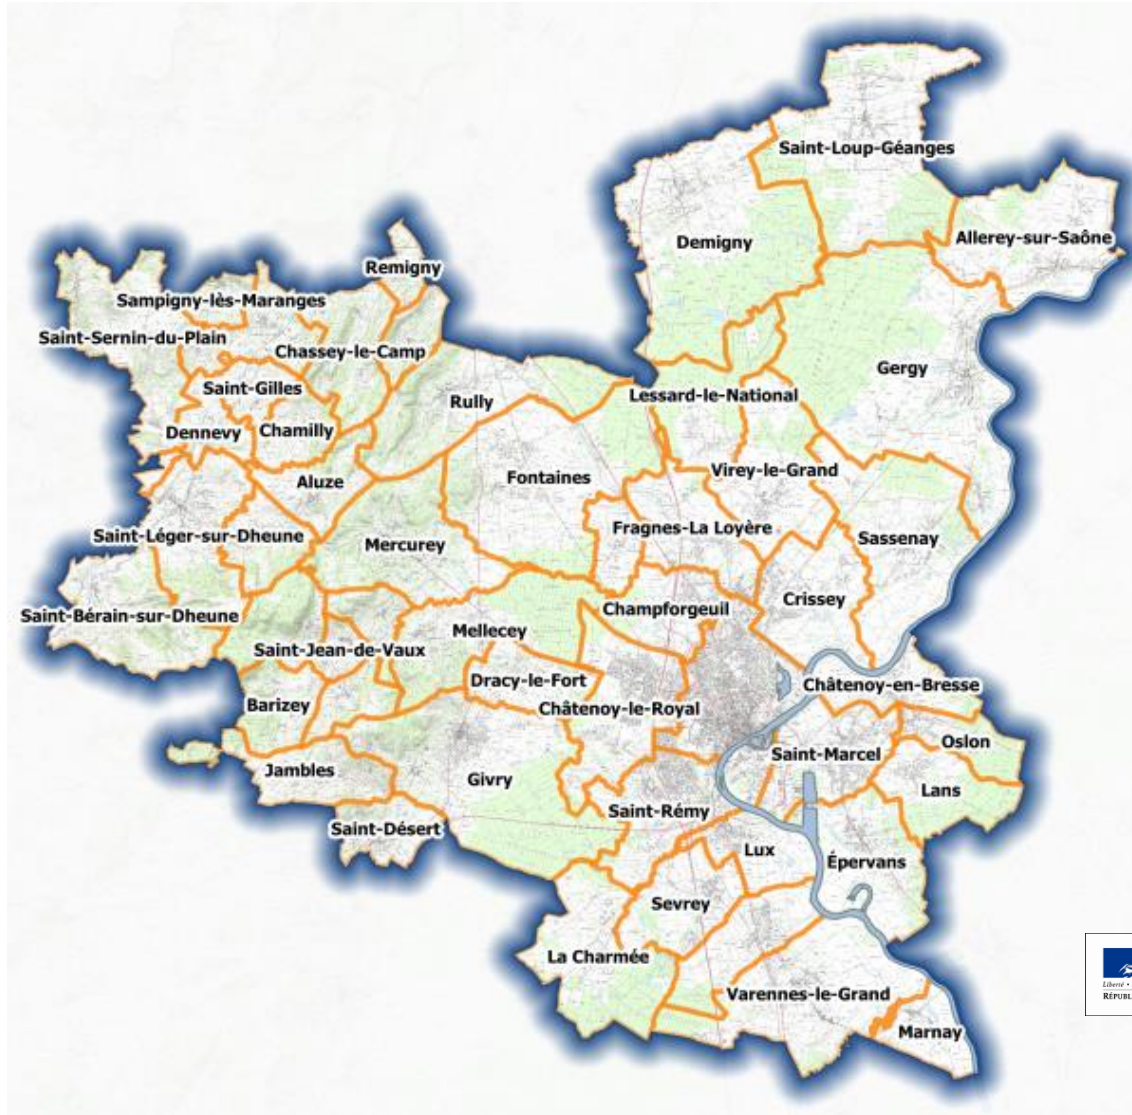 Saint-Loup-Géanges
Allerey-sur-Saône
Demigny
Remigny
Sampigny-lès-Maranges
Saint-Sernin-du-Plain
Chassey-le-Camp
Gergy
Saint-Gilles
Lessard-le-National
Rully
Dennevy
Chamilly
Virey-le-Grand
Fontaines
Aluze
Fragnes-La Loyère
Saint-Léger-sur-Dheune
Sassenay
Mercurey
Crissey
Champforgeuil
Saint-Bérain-sur-Dheune
Mellecey
Saint-Jean-de-Vaux
Dracy-le-Fort
Châtenoy-en-Bresse
Barizey
Châtenoy-le-Royal
Oslon
Saint-Marcel
Jambles
Givry
Lans
Saint-Rémy
Saint-Désert
Lux
Épervans
Sevrey
La Charmée
Liberté •
RÉPUBL
Varennes-le-Grand
Marnay